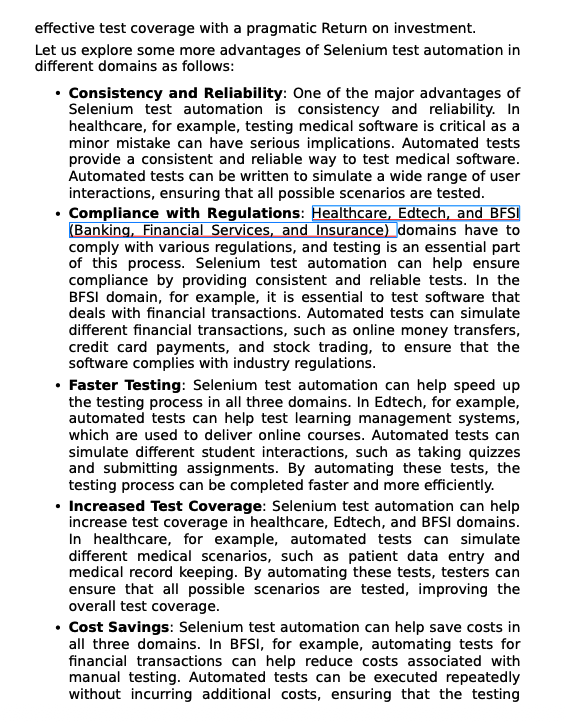 effective test coverage with a pragmatic Return on investment.
Let us explore some more advantages of Selenium test automation in
different domains as follows:
• Consistency and Reliability: One of the major advantages of
Selenium test automation is consistency and reliability. In
healthcare, for example, testing medical software is critical as a
minor mistake can have serious implications. Automated tests
provide a consistent and reliable way to test medical software.
Automated tests can be written to simulate a wide range of user
interactions, ensuring that all possible scenarios are tested.
• Compliance with Regulations: Healthcare, Edtech, and BFSI
(Banking, Financial Services, and Insurance) domains have to
comply with various regulations, and testing is an essential part
of this process. Selenium test automation can help ensure
compliance by providing consistent and reliable tests. In the
BFSI domain, for example, it is essential to test software that
deals with financial transactions. Automated tests can simulate
different financial transactions, such as online money transfers,
credit card payments, and stock trading, to ensure that the
software complies with industry regulations.
• Faster Testing: Selenium test automation can help speed up
the testing process in all three domains. In Edtech, for example,
automated tests can help test learning management systems,
which are used to deliver online courses. Automated tests can
simulate different student interactions, such as taking quizzes
and submitting assignments. By automating these tests, the
testing process can be completed faster and more efficiently.
• Increased Test Coverage: Selenium test automation can help
increase test coverage in healthcare, Edtech, and BFSI domains.
In healthcare, for example, automated tests can simulate
different medical scenarios, such as patient data entry and
medical record keeping. By automating these tests, testers can
ensure that all possible scenarios are tested, improving the
overall test coverage.
• Cost Savings: Selenium test automation can help save costs in
all three domains. In BFSI, for example, automating tests for
financial transactions can help reduce costs associated with
manual testing. Automated tests can be executed repeatedly
without incurring additional costs, ensuring that the testing